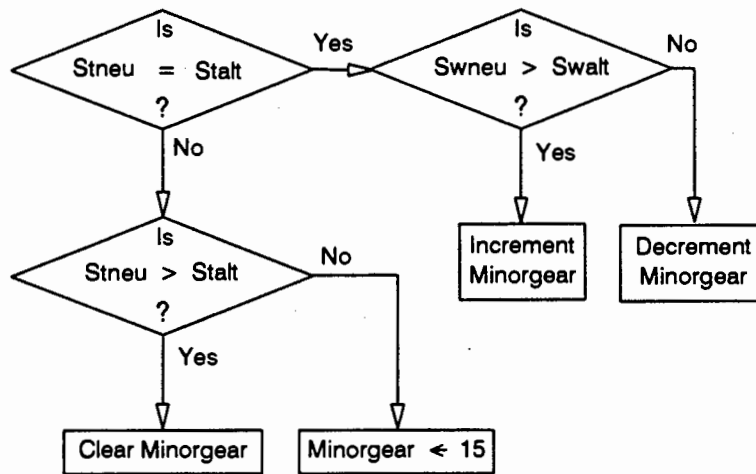 Is
Stneu = Stalt
?
Yes
Is
Swneu > Swalt
?
No
No
Yes
Increment
Minorgear
Decrement
Minorgear
Is
Stneu > Stalt
?
No
Yes
Clear Minorgear
Minorgear ← 15